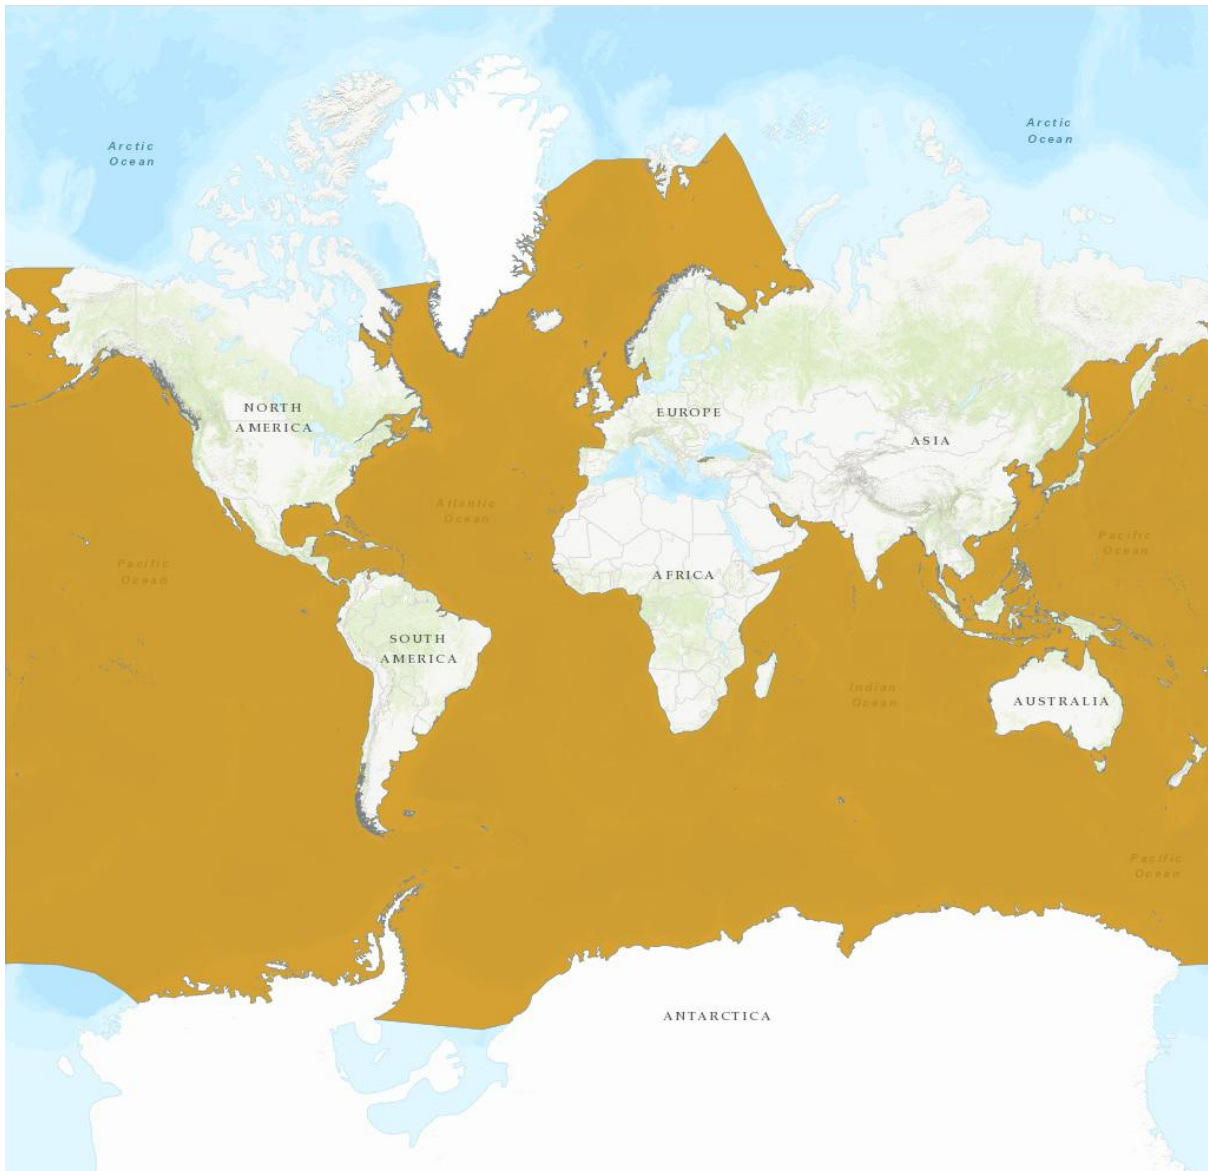 Arctic
Ocean
Arctic
Ocean
NORTH
AMERICA
EUROPE
ASIA
Atlantic
Ocean
Pacific
Ocean
Pacific
Ocean
AFRICA
SOUTH
AMERICA
Indian
Ocean
AUSTRALIA
Pacific
Ocean
ANTARCTICA